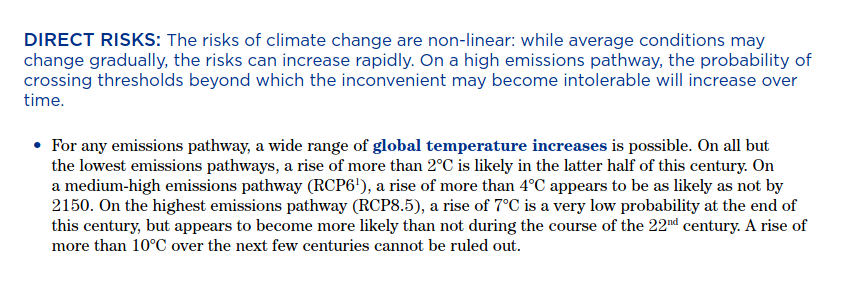 DIRECT RISKS: The risks of climate change are non-linear: while average conditions may
change gradually, the risks can increase rapidly. On a high emissions pathway, the probability of
crossing thresholds beyond which the inconvenient may become intolerable will increase over
time.
• For any emissions pathway, a wide range of global temperature increases is possible. On all but
the lowest emissions pathways, a rise of more than 2°C is likely in the latter half of this century. On
a medium-high emissions pathway (RCP6¹), a rise of more than 4°C appears to be as likely as not by
2150. On the highest emissions pathway (RCP8.5), a rise of 7°C is a very low probability at the end of
this century, but appears to become more likely than not during the course of the 22ⁿᵈ century. A rise of
more than 10°C over the next few centuries cannot be ruled out.